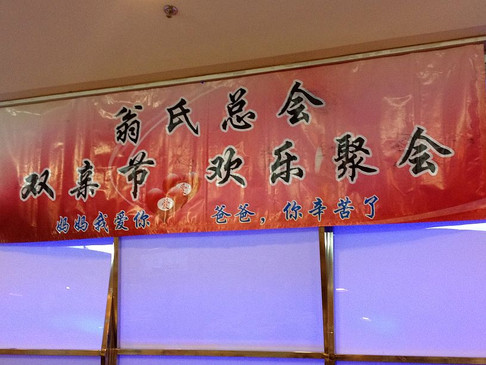 翁氏总会
双亲节 欢乐聚会
妈妈我爱你 爸爸，你辛苦了